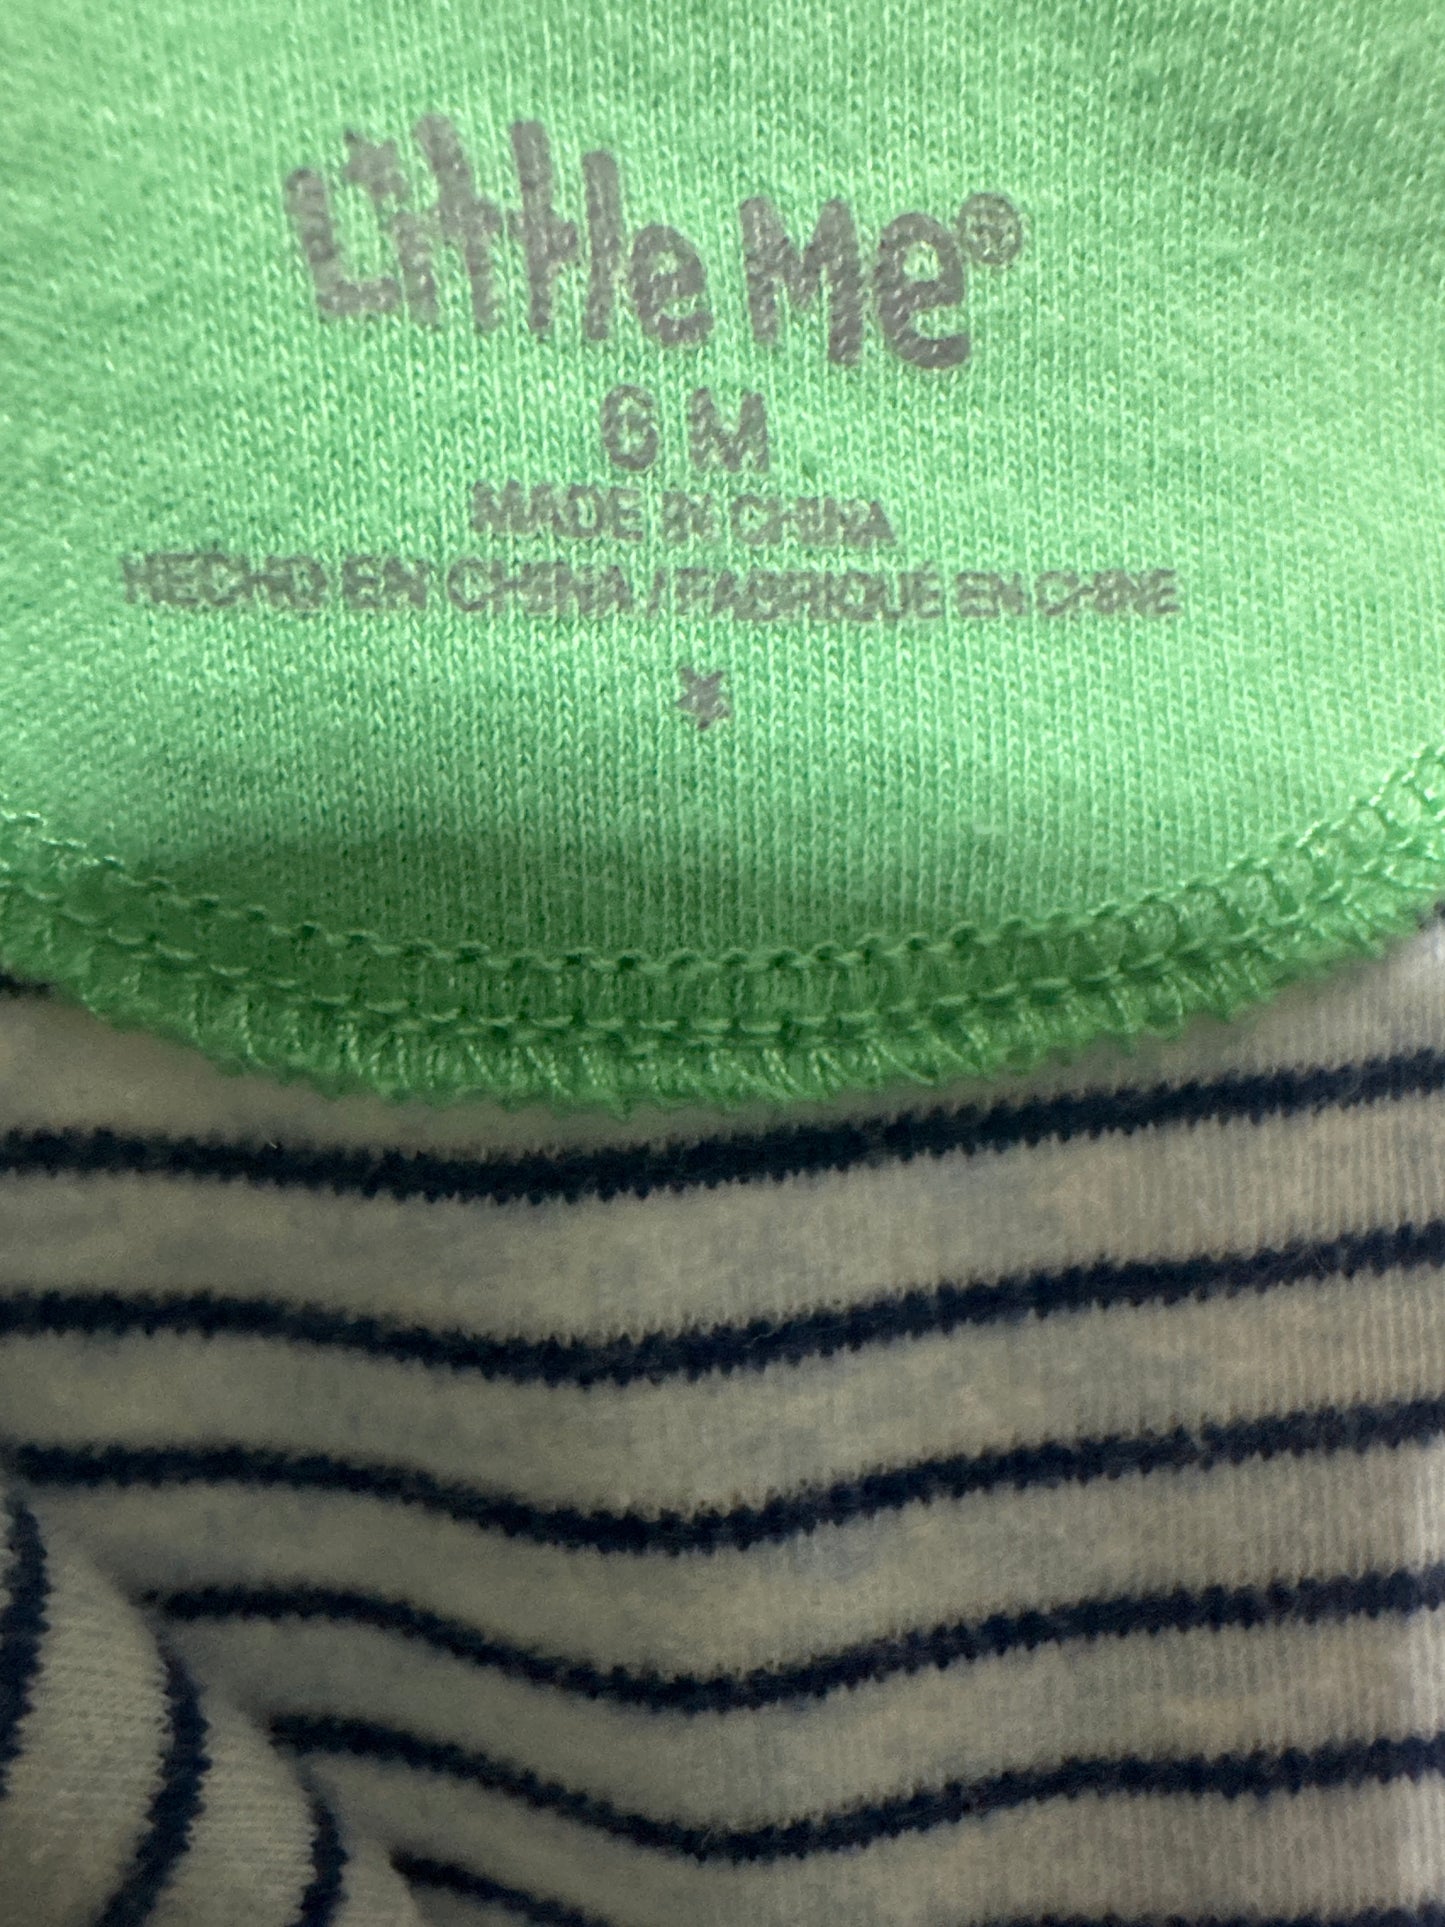 Little Me®
6 M
MADE IN CHINA
HECHO EN CHINA / FABRIQUÉ EN CHINE